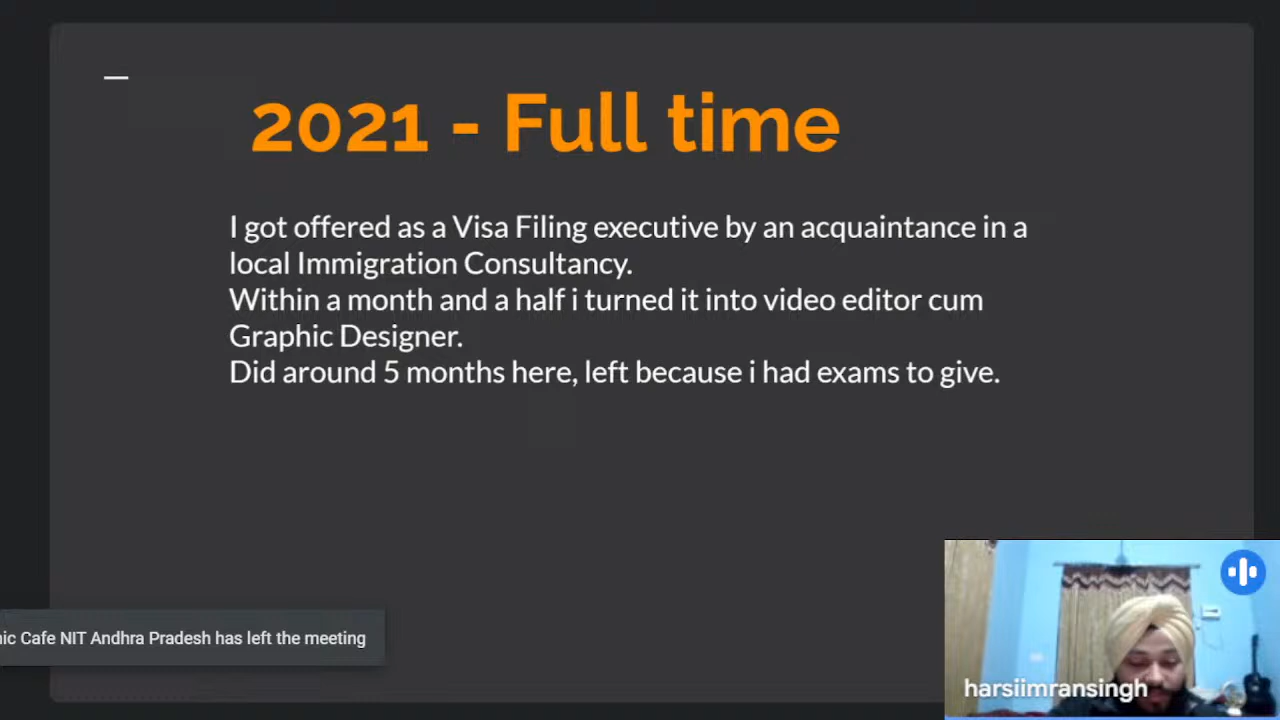 2021 - Full time
I got offered as a Visa Filing executive by an acquaintance in a
local Immigration Consultancy.
Within a month and a half i turned it into video editor cum
Graphic Designer.
Did around 5 months here, left because i had exams to give.
Cafe NIT Andhra Pradesh has left the meeting
harsiimransingh